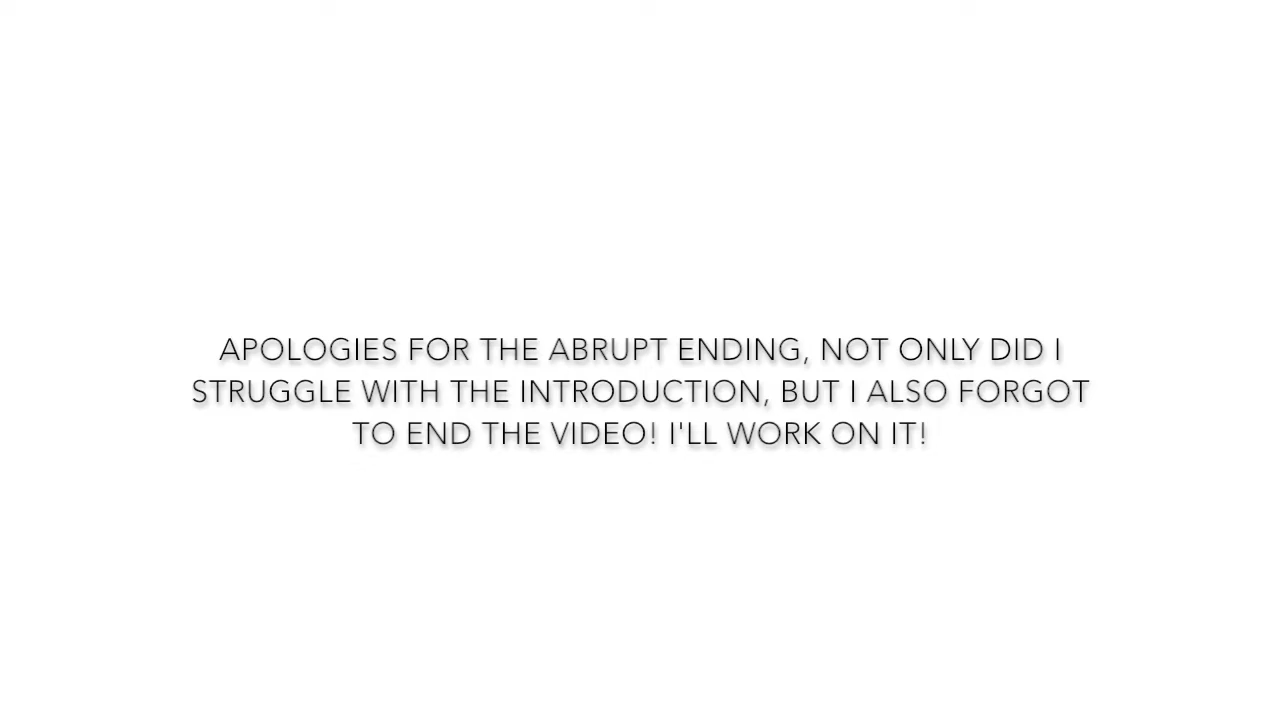 APOLOGIES FOR THE ABRUPT ENDING, NOT ONLY DID I
STRUGGLE WITH THE INTRODUCTION, BUT I ALSO FORGOT
TO END THE VIDEO! I'LL WORK ON IT!